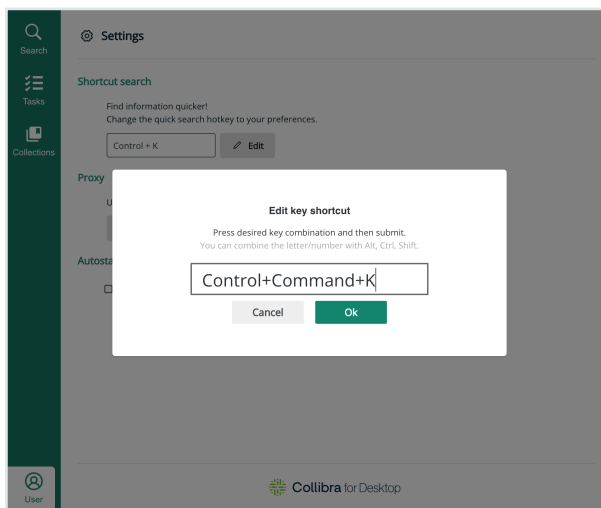 Search
Tasks
Collections
User
Settings
Shortcut search
Find information quicker!
Change the quick search hotkey to your preferences.
Control + K
Edit
Proxy
U
Autosta
Edit key shortcut
Press desired key combination and then submit.
You can combine the letter/number with Alt, Ctrl, Shift.
Control+Command+K
Cancel
Ok
Collibra for Desktop